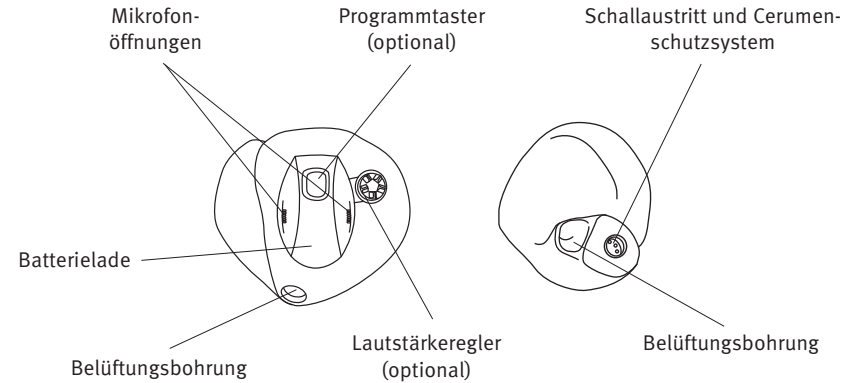 Mikrofon-
öffnungen
Programmtaster
(optional)
Schallaustritt und Cerumen-
schutzsystem
Batterielade
Belüftungsbohrung
Lautstärkeregler
(optional)
Belüftungsbohrung